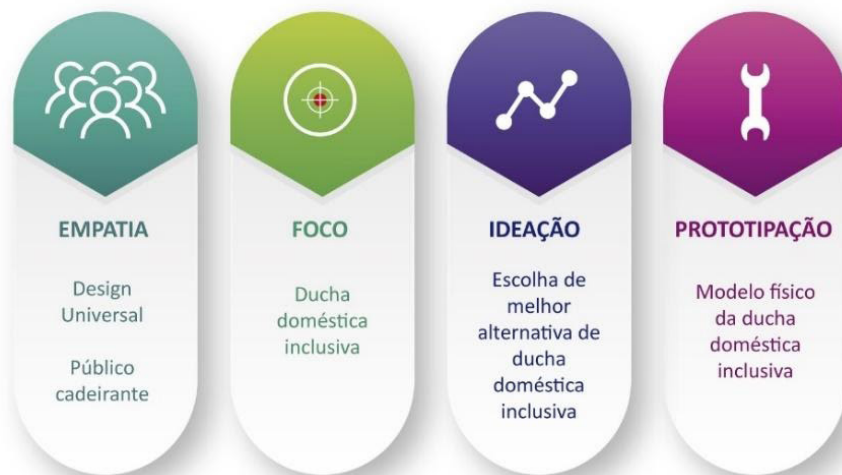 EMPATIA
Design
Universal
Público
cadeirante
FOCO
Ducha
doméstica
inclusiva
IDEAÇÃO
Escolha de
melhor
alternativa de
ducha
doméstica
inclusiva
PROTOTIPAÇÃO
Modelo físico
da ducha
doméstica
inclusiva